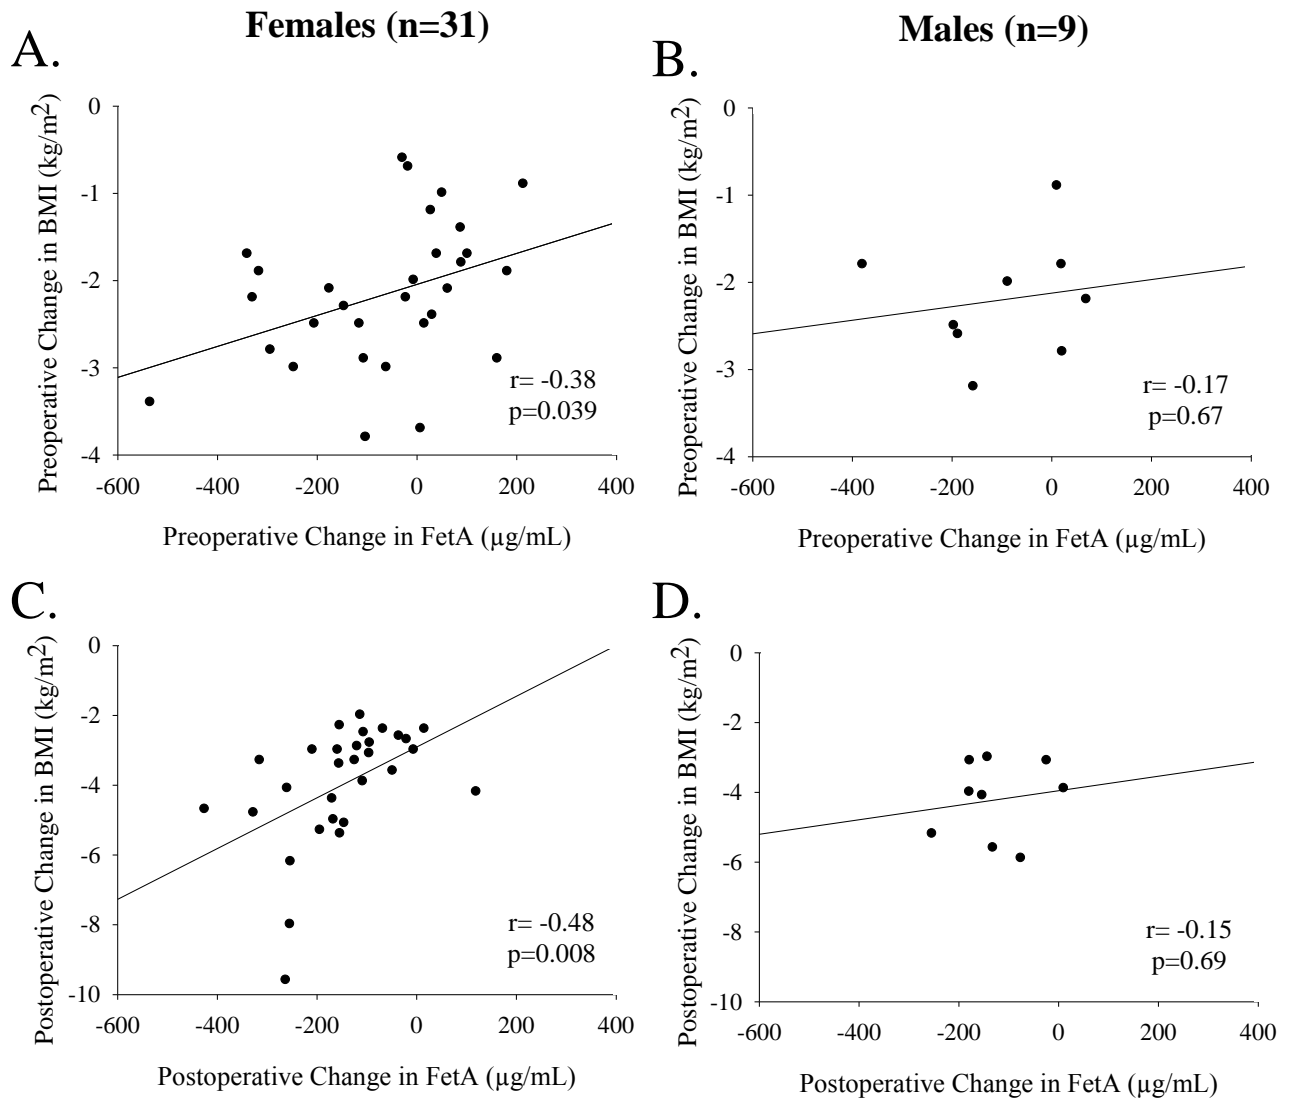 Females (n=31)
Males (n=9)
A.
Preoperative Change in BMI (kg/m²)
0
-1
-2
-3
-4
r= -0.38
p=0.039
-600 -400 -200 0 200 400
Preoperative Change in FetA (µg/mL)
B.
Preoperative Change in BMI (kg/m²)
0
-1
-2
-3
-4
r= -0.17
p=0.67
-600 -400 -200 0 200 400
Preoperative Change in FetA (µg/mL)
C.
Postoperative Change in BMI (kg/m²)
0
-2
-4
-6
-8
-10
r= -0.48
p=0.008
-600 -400 -200 0 200 400
Postoperative Change in FetA (µg/mL)
D.
Postoperative Change in BMI (kg/m²)
0
-2
-4
-6
-8
-10
r= -0.15
p=0.69
-600 -400 -200 0 200 400
Postoperative Change in FetA (µg/mL)